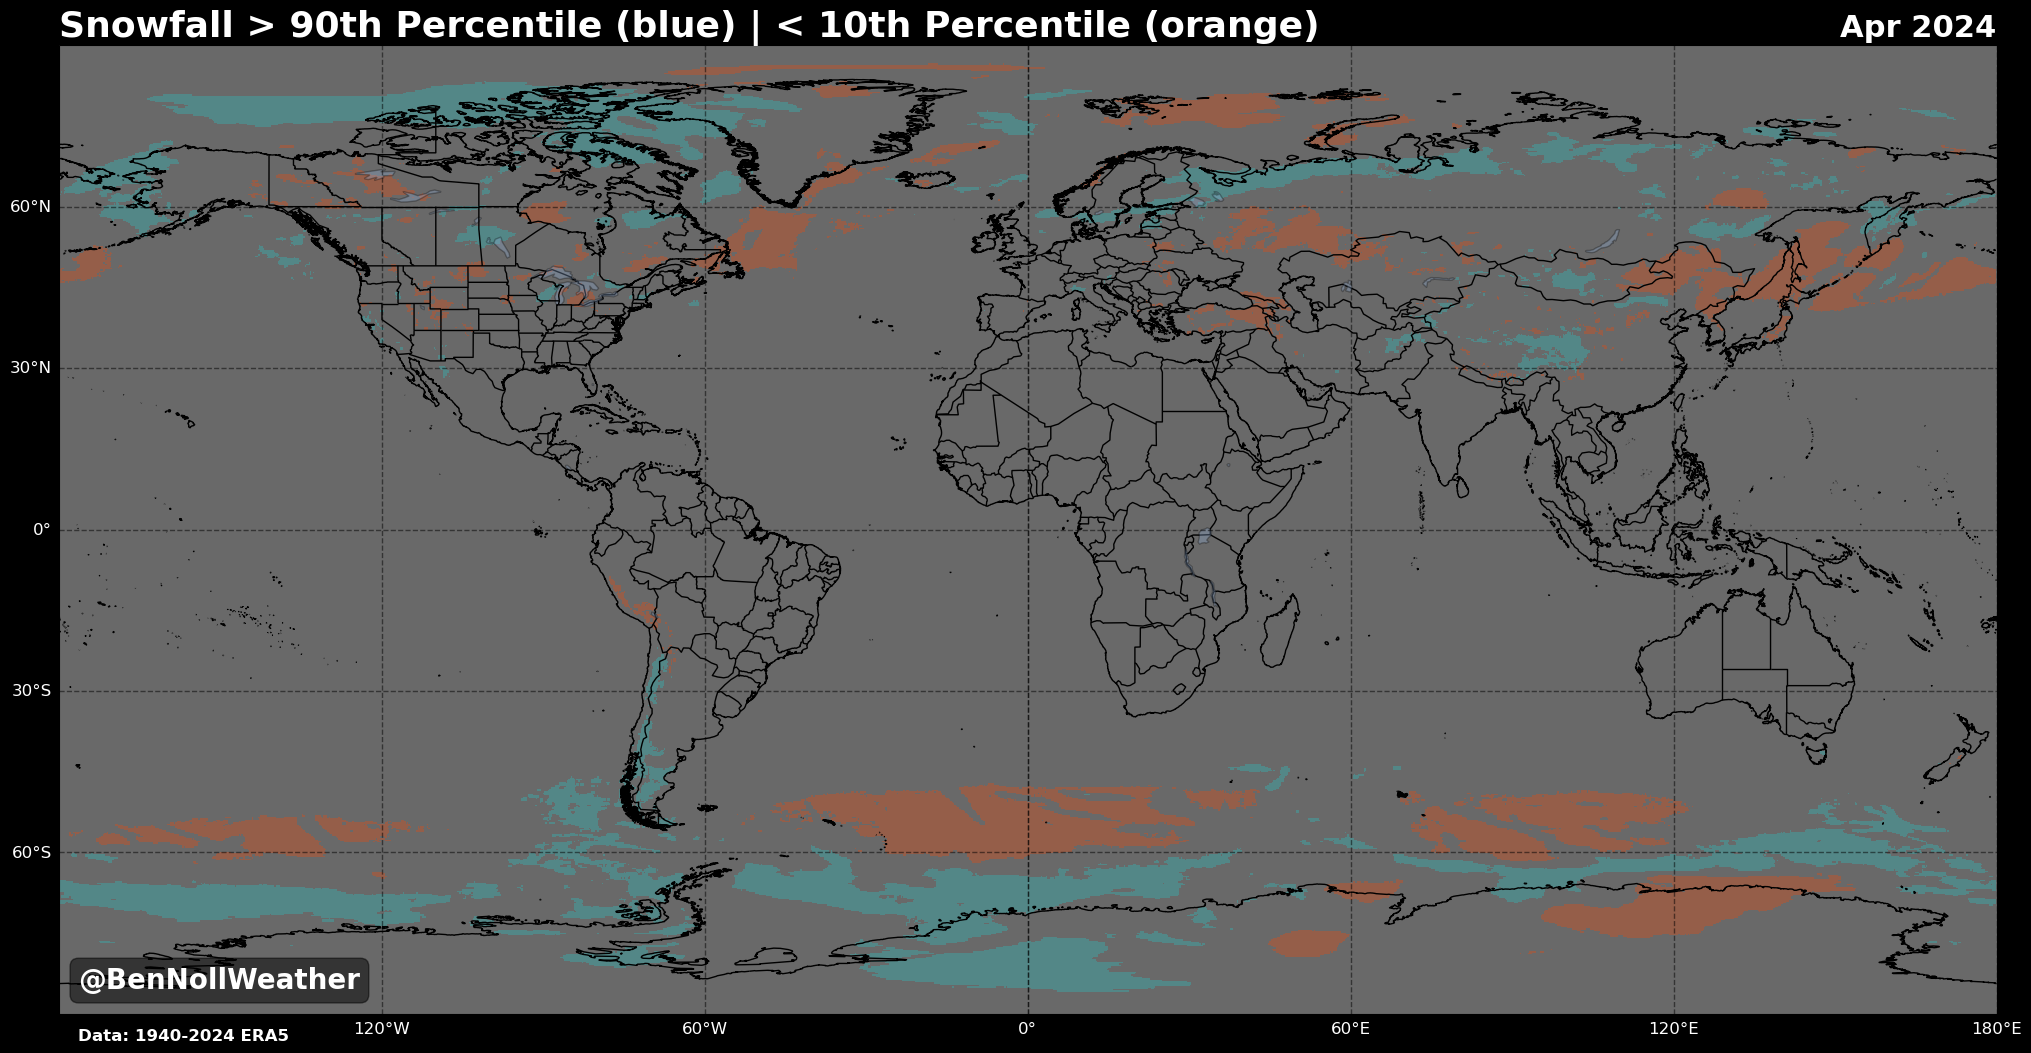 Snowfall > 90th Percentile (blue) | < 10th Percentile (orange)
Apr 2024
60°N
30°N
0°
30°S
60°S
@BenNollWeather
120°W
60°W
0°
60°E
120°E
180°E
Data: 1940-2024 ERA5